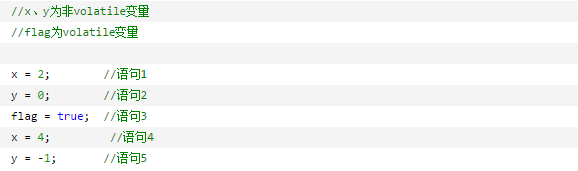 //x、y为非volatile变量
//flag为volatile变量
x = 2;        //语句1
y = 0;        //语句2
flag = true;  //语句3
x = 4;         //语句4
y = -1;       //语句5